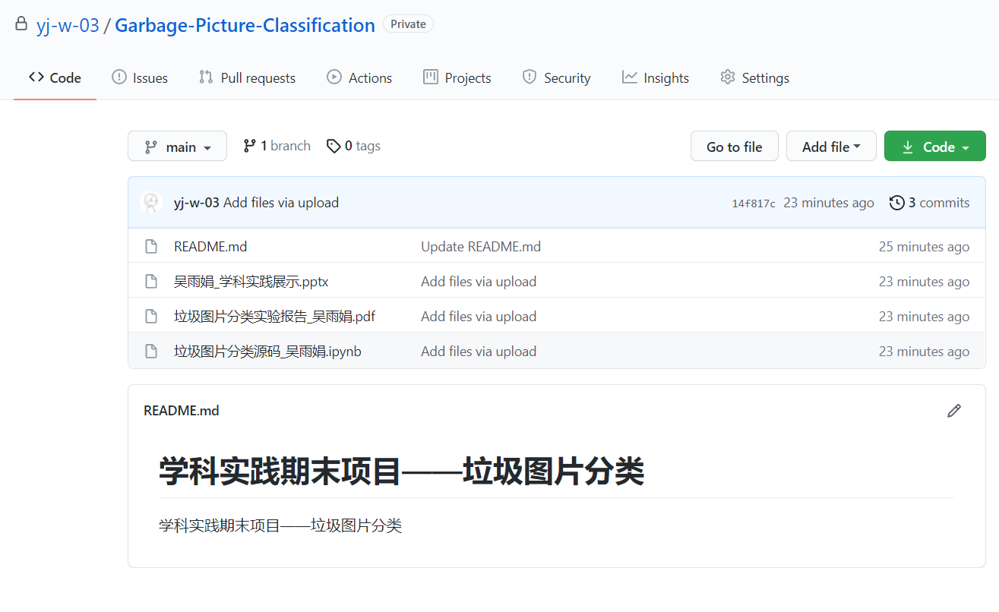 yj-w-03 / Garbage-Picture-Classification Private
Code Issues Pull requests Actions Projects Security Insights Settings
main 1 branch 0 tags Go to file Add file Code
yj-w-03 Add files via upload 14f817c 23 minutes ago 3 commits
README.md Update README.md 25 minutes ago
吴雨娟_学科实践展示.pptx Add files via upload 23 minutes ago
垃圾图片分类实验报告_吴雨娟.pdf Add files via upload 23 minutes ago
垃圾图片分类源码_吴雨娟.ipynb Add files via upload 23 minutes ago
README.md
学科实践期末项目——垃圾图片分类
学科实践期末项目——垃圾图片分类